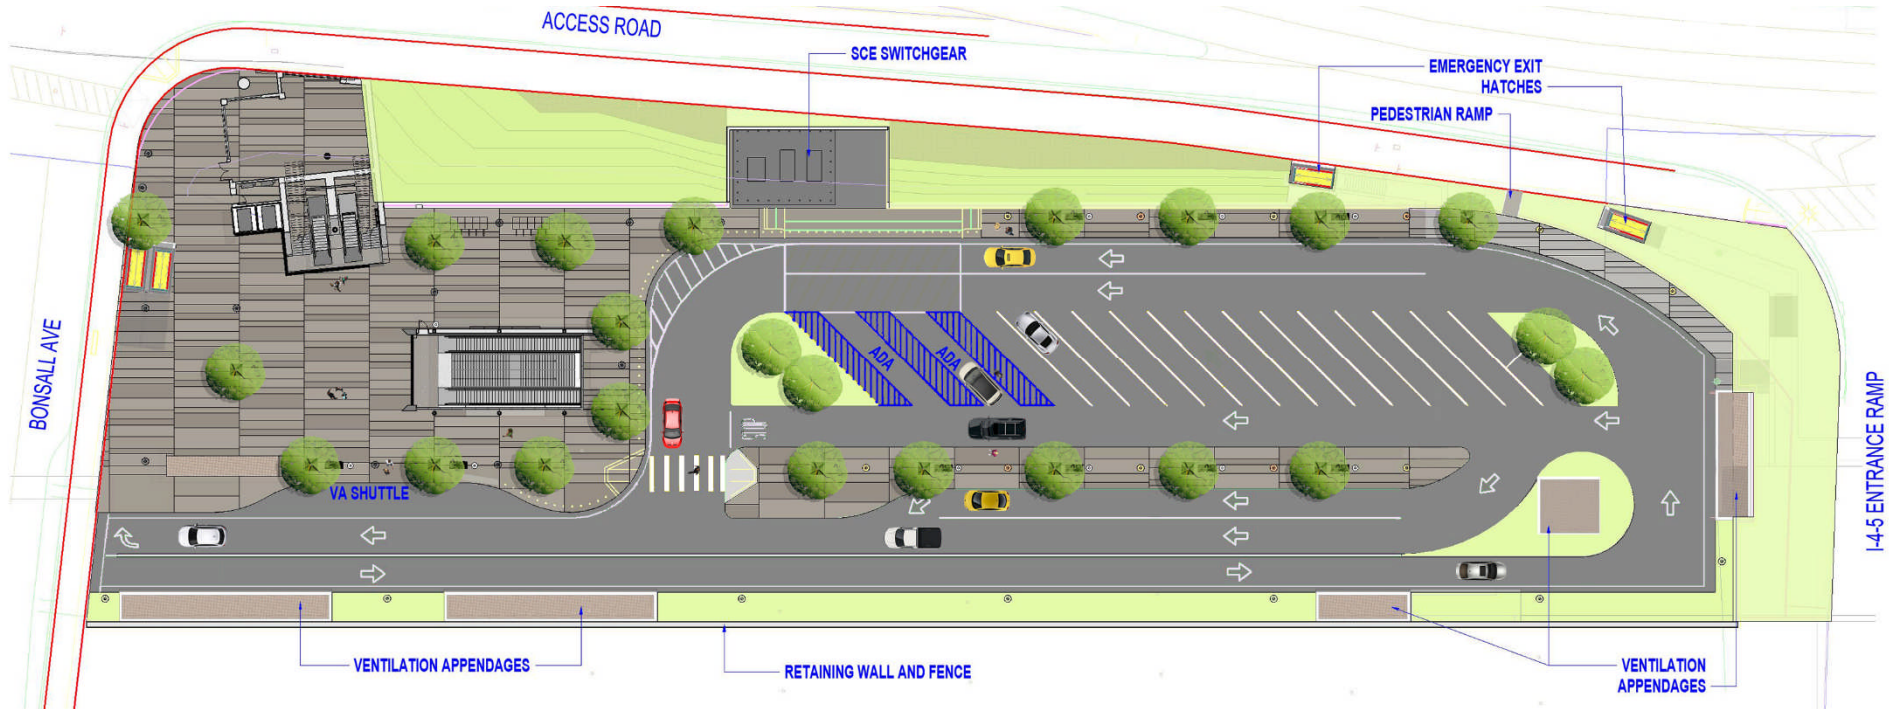 ACCESS ROAD
SCE SWITCHGEAR
EMERGENCY EXIT
HATCHES
PEDESTRIAN RAMP
BONSALL AVE
ADA
ADA
VA SHUTTLE
I-4-5 ENTRANCE RAMP
VENTILATION APPENDAGES
RETAINING WALL AND FENCE
VENTILATION
APPENDAGES